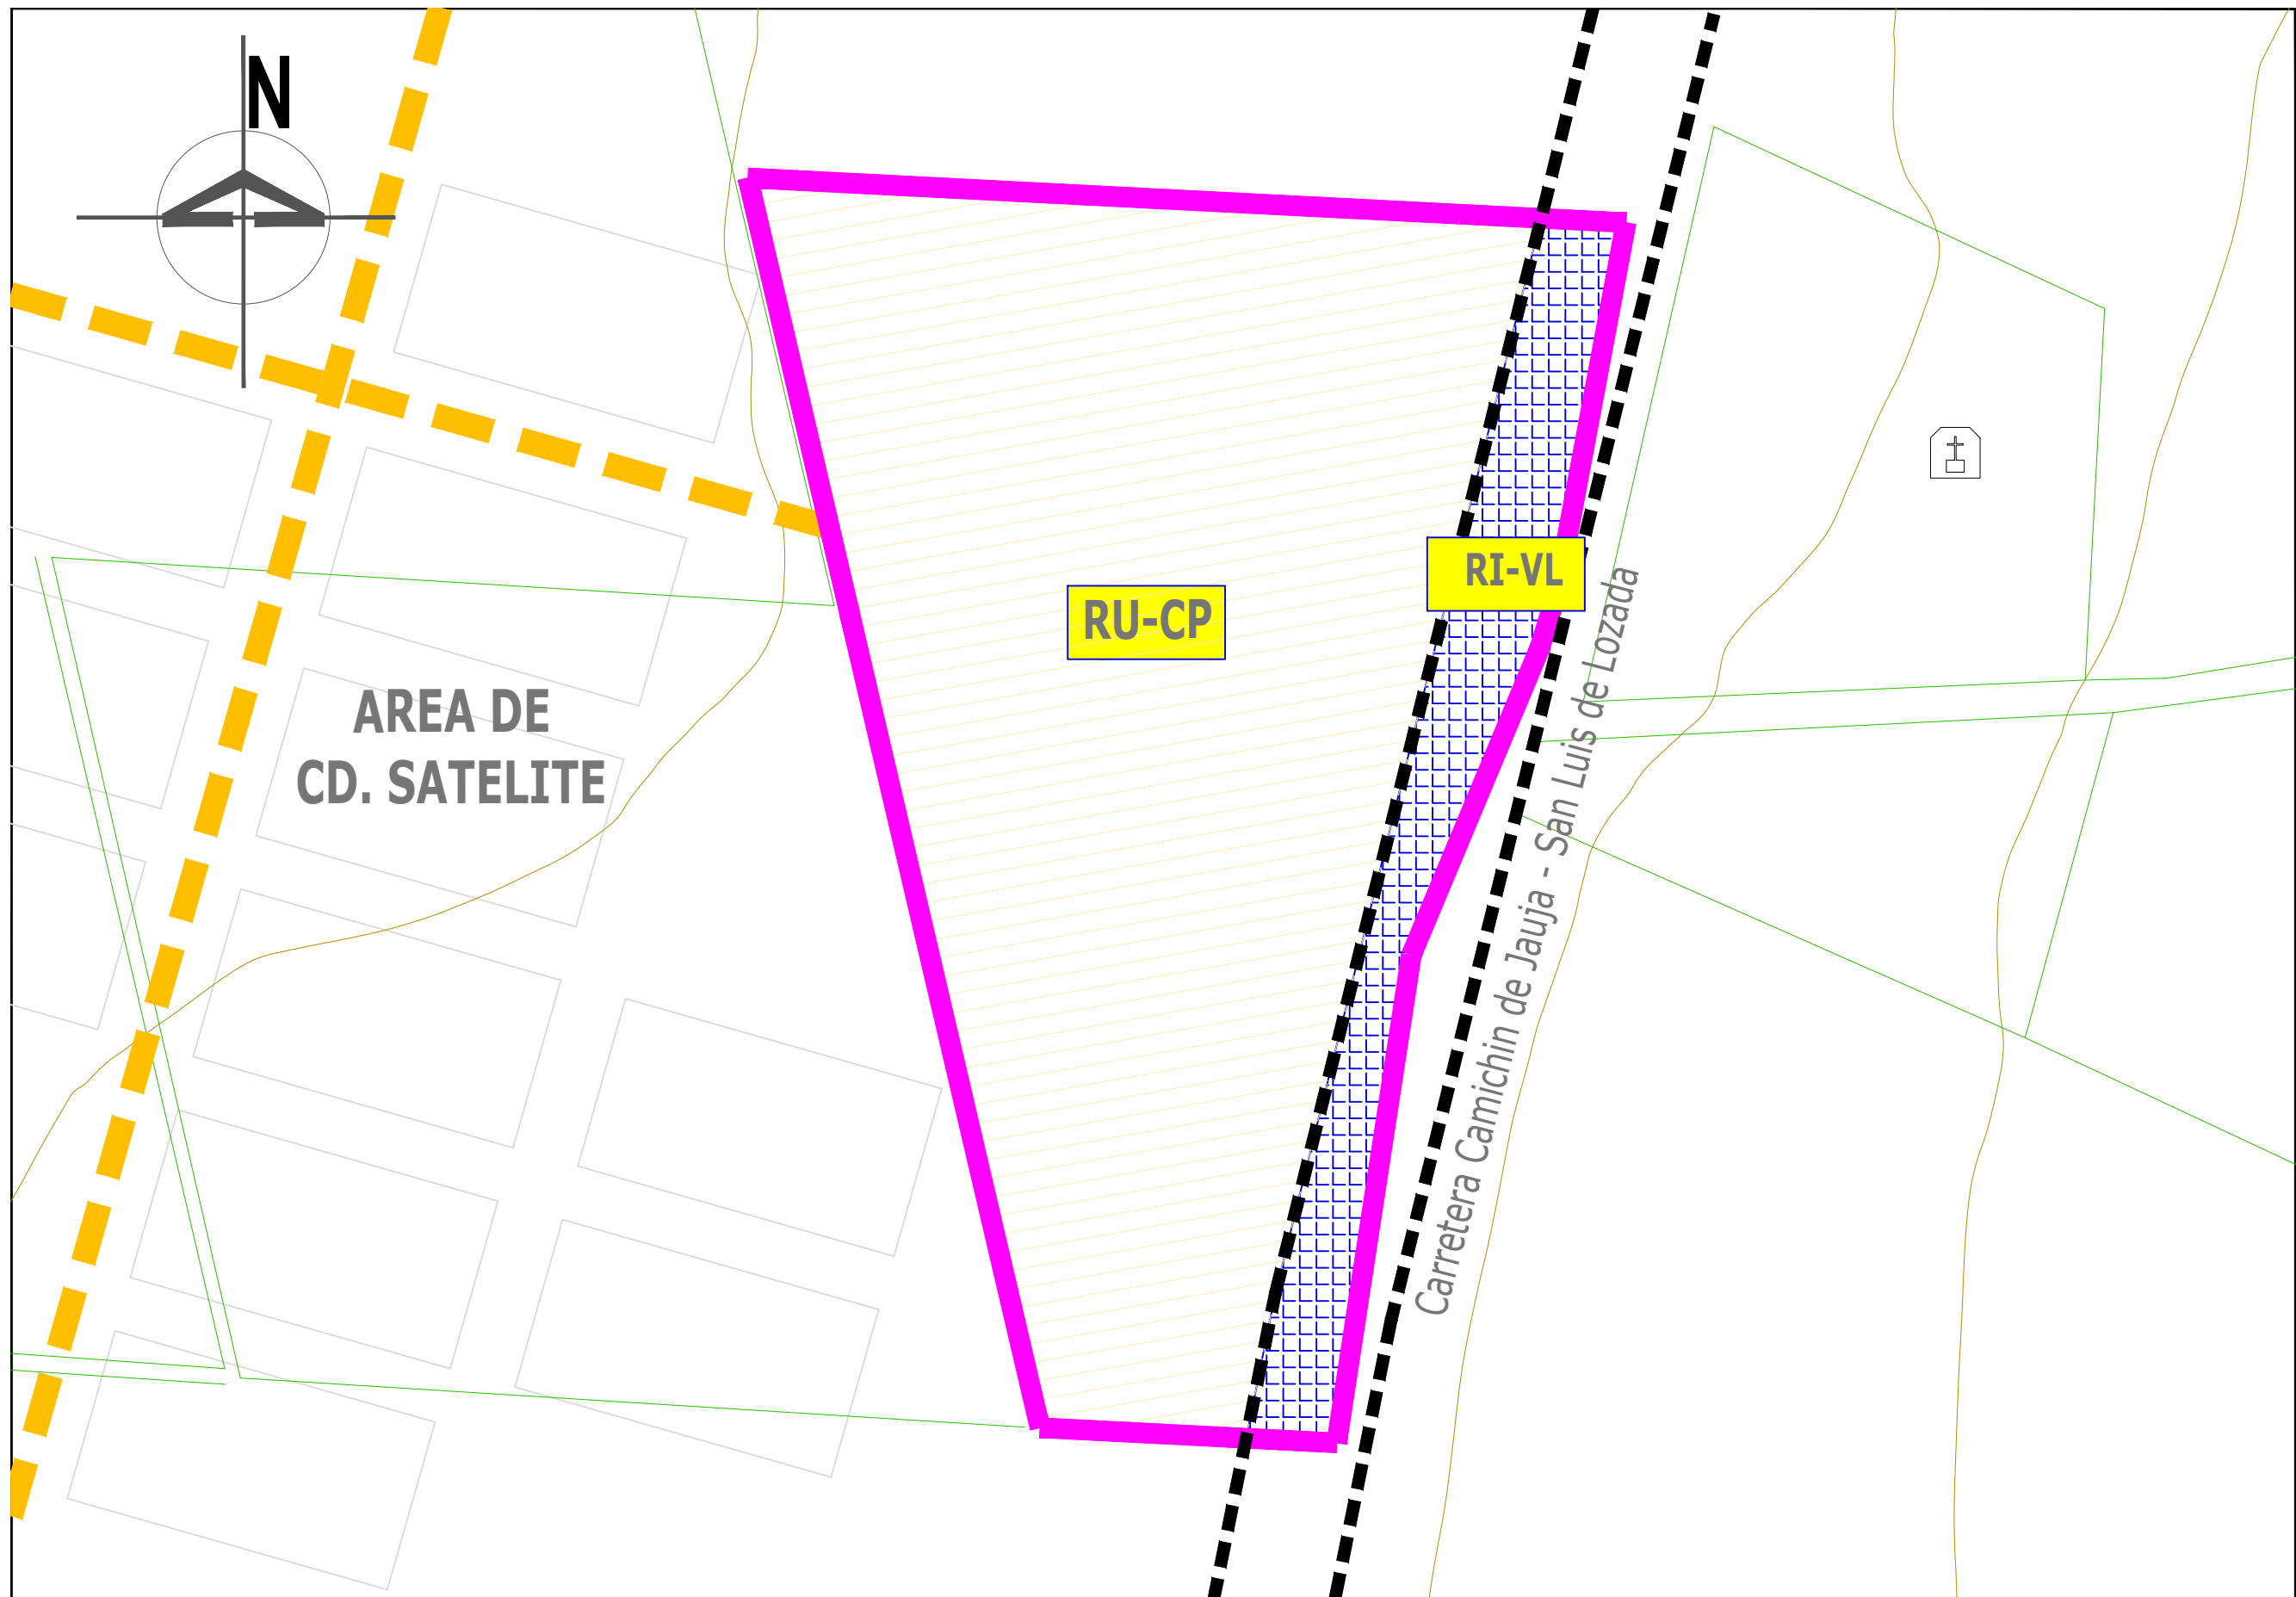 N
RI-VL
RU-CP
AREA DE
CD. SATELITE
Carretera Camichin de Jauja - San Luis de Lozada